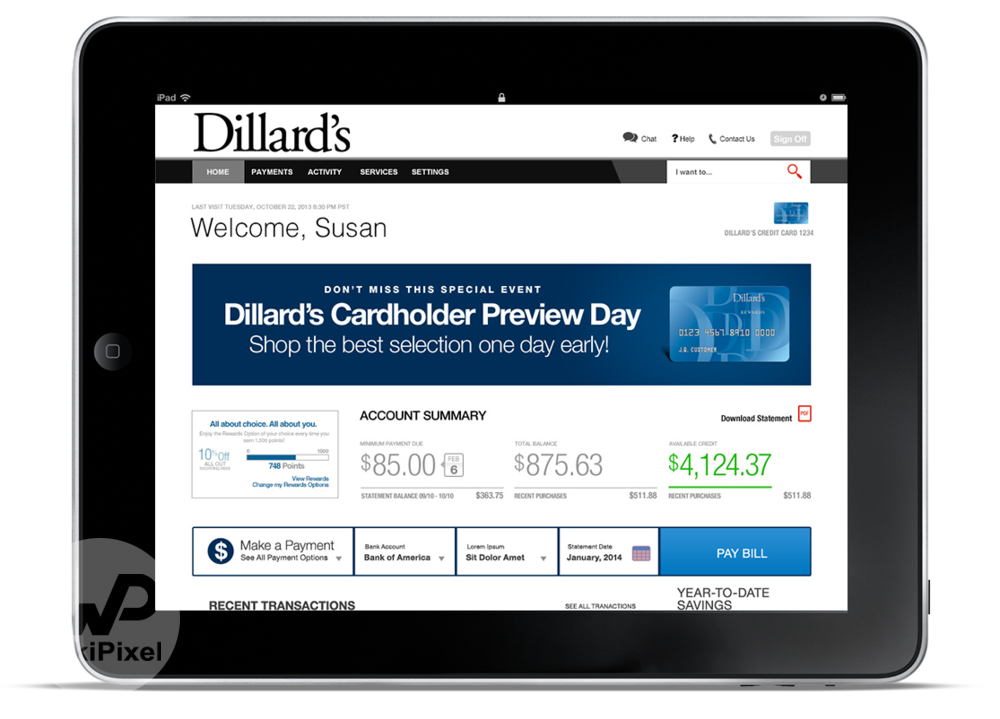 iPad
Dillard's
Chat
? Help
Contact Us
Sign Off
HOME
PAYMENTS
ACTIVITY
SERVICES
SETTINGS
I want to...
LAST VISIT TUESDAY, OCTOBER 22, 2013 8:30 PM PST
Welcome, Susan
DILLARD'S CREDIT CARD 1234
DON'T MISS THIS SPECIAL EVENT
Dillard's Cardholder Preview Day
Shop the best selection one day early!
Dillard's
REWARDS
0123 4567 8910 0000
J.Q. CUSTOMER
All about choice. All about you.
Enjoy the Rewards Option of your choice every time you
earn 1,500 points!
10% Off
ALL OUT
SHOPPING PASS
0
1500
748 Points
View Rewards
Change my Rewards Options
ACCOUNT SUMMARY
Download Statement
PDF
MINIMUM PAYMENT DUE
$85.00
FEB
6
STATEMENT BALANCE 09/10 - 10/10 $363.75
TOTAL BALANCE
$875.63
RECENT PURCHASES $511.88
AVAILABLE CREDIT
$4,124.37
RECENT PURCHASES $511.88
$
Make a Payment
See All Payment Options
Bank Account
Bank of America
Lorem Ipsum
Sit Dolor Amet
Statement Date
January, 2014
PAY BILL
RECENT TRANSACTIONS
SEE ALL TRANACTIONS
YEAR-TO-DATE
SAVINGS
kiPixel